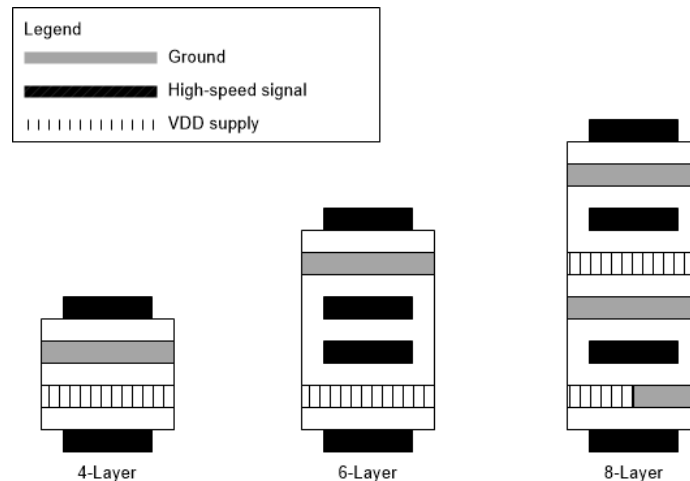 Legend
Ground
High-speed signal
VDD supply
4-Layer
6-Layer
8-Layer